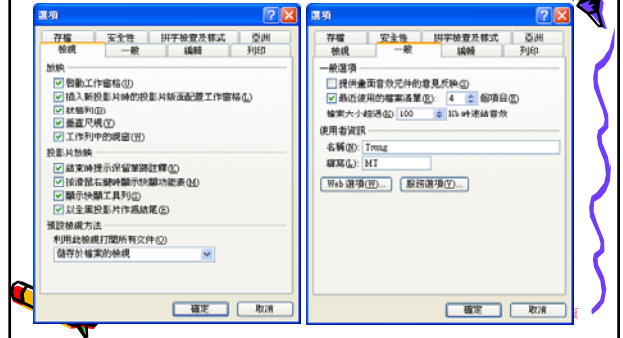 選項
存檔 安全性 拼字檢查及樣式 亞洲
檢視 一般 編輯 列印
放映
啟動工作窗格(U)
插入新投影片時的投影片版面配置工作窗格(L)
狀態列(B)
垂直尺規(Y)
工作列中的視窗(W)
投影片放映
結束時提示保留筆跡註釋(K)
按滑鼠右鍵時顯示快顯功能表(M)
顯示快顯工具列(S)
以全黑投影片作為結尾(E)
預設檢視方法
利用此檢視打開所有文件(O)
儲存於檔案的檢視
確定 取消
選項
存檔 安全性 拼字檢查及樣式 亞洲
檢視 一般 編輯 列印
一般選項
提供畫面音效元件的意見反映(S)
最近使用的檔案清單(R): 4 個項目(E)
檔案大小超過(K) 100 Kb 時連結音效
使用者資訊
名稱(N): Trung
縮寫(L): MT
Web 選項(W)... 服務選項(V)...
確定 取消
頁